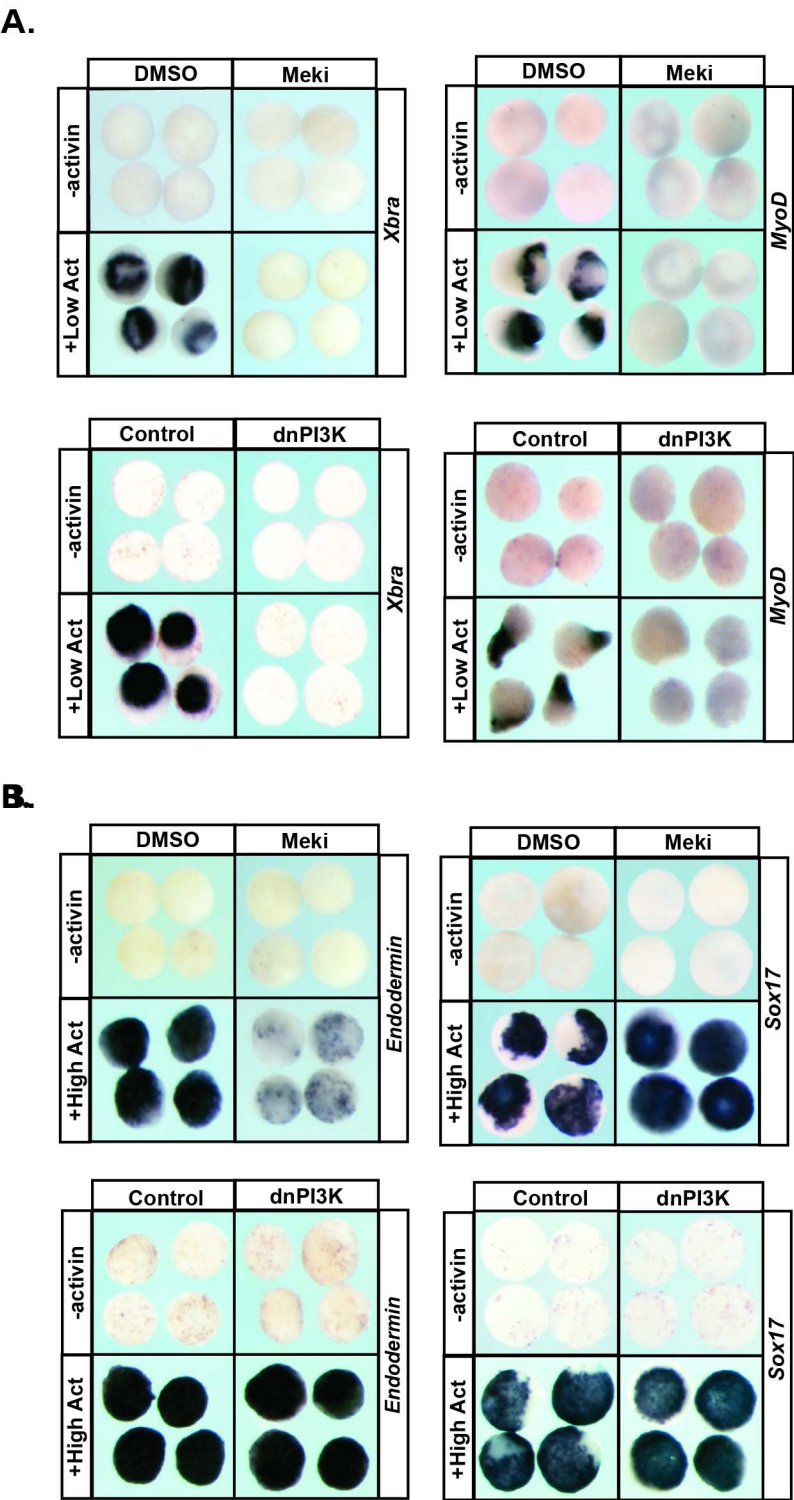 A.
DMSO Meki
-activin
+Low Act
Xbra
DMSO Meki
-activin
+Low Act
MyoD
Control dnPI3K
-activin
+Low Act
Xbra
Control dnPI3K
-activin
+Low Act
MyoD
B.
DMSO Meki
-activin
+High Act
Endodermin
DMSO Meki
-activin
+High Act
Sox17
Control dnPI3K
-activin
+High Act
Endodermin
Control dnPI3K
-activin
+High Act
Sox17